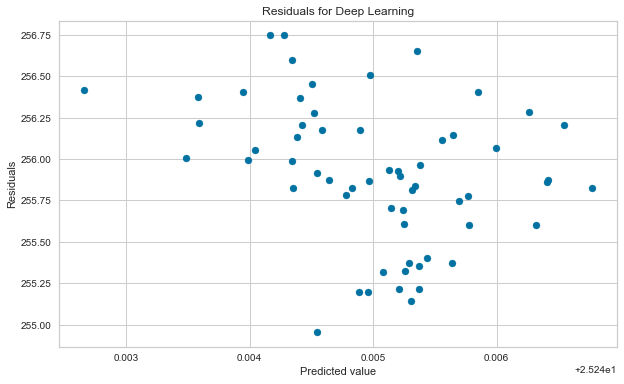 Residuals for Deep Learning
Residuals
256.75
256.50
256.25
256.00
255.75
255.50
255.25
255.00
0.003 0.004 0.005 0.006
+2.524e1
Predicted value